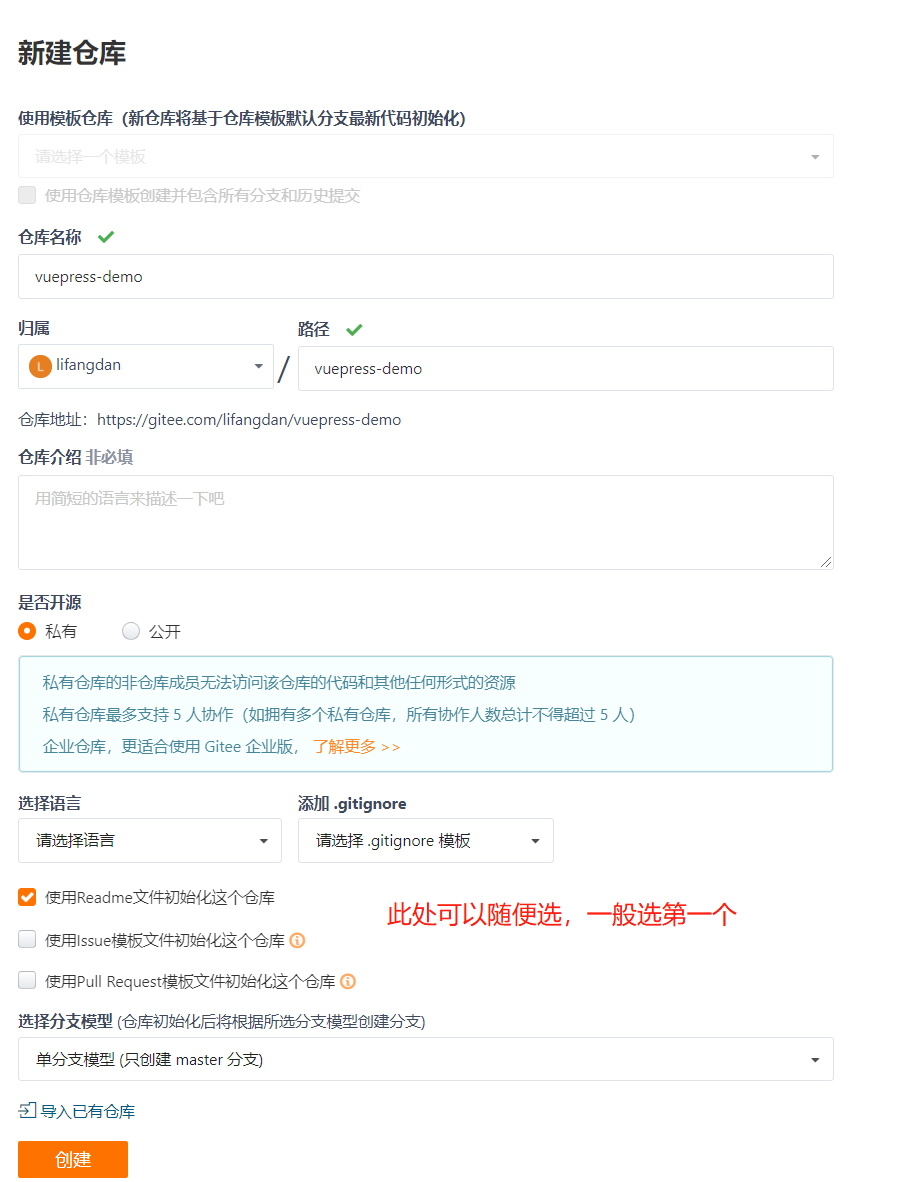 新建仓库
使用模板仓库（新仓库将基于仓库模板默认分支最新代码初始化）
请选择一个模板
使用仓库模板创建并包含所有分支和历史提交
仓库名称
vuepress-demo
归属 路径
L lifangdan / vuepress-demo
仓库地址：https://gitee.com/lifangdan/vuepress-demo
仓库介绍 非必填
用简短的语言来描述一下吧
是否开源
私有 公开
私有仓库的非仓库成员无法访问该仓库的代码和其他任何形式的资源
私有仓库最多支持 5 人协作（如拥有多个私有仓库，所有协作人数总计不得超过 5 人）
企业仓库，更适合使用 Gitee 企业版， 了解更多 >>
选择语言 添加 .gitignore
请选择语言 请选择 .gitignore 模板
使用Readme文件初始化这个仓库
此处可以随便选，一般选第一个
使用Issue模板文件初始化这个仓库
使用Pull Request模板文件初始化这个仓库
选择分支模型 (仓库初始化后将根据所选分支模型创建分支)
单分支模型 (只创建 master 分支)
导入已有仓库
创建